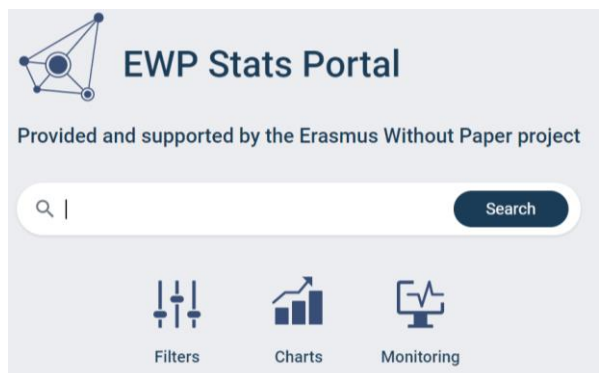 EWP Stats Portal
Provided and supported by the Erasmus Without Paper project
Search
Filters Charts Monitoring